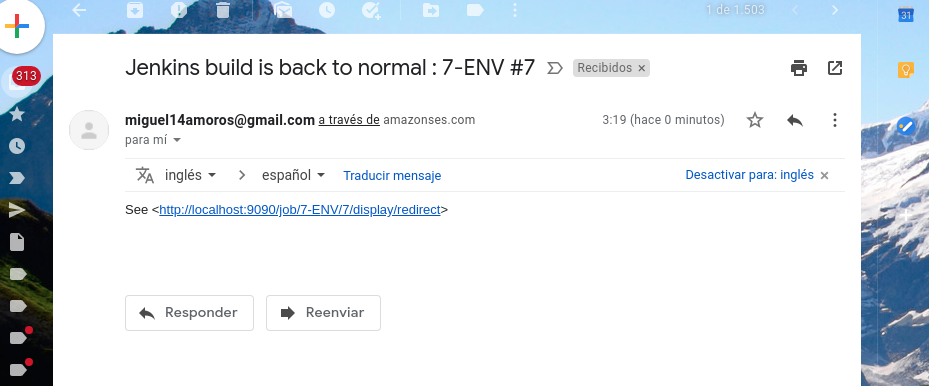 1 de 1.503
31
313
Jenkins build is back to normal : 7-ENV #7 Recibidos ×
miguel14amoros@gmail.com a través de amazonses.com 3:19 (hace 0 minutos)
para mí
inglés español Traducir mensaje Desactivar para: inglés ×
See <http://localhost:9090/job/7-ENV/7/display/redirect>
Responder Reenviar